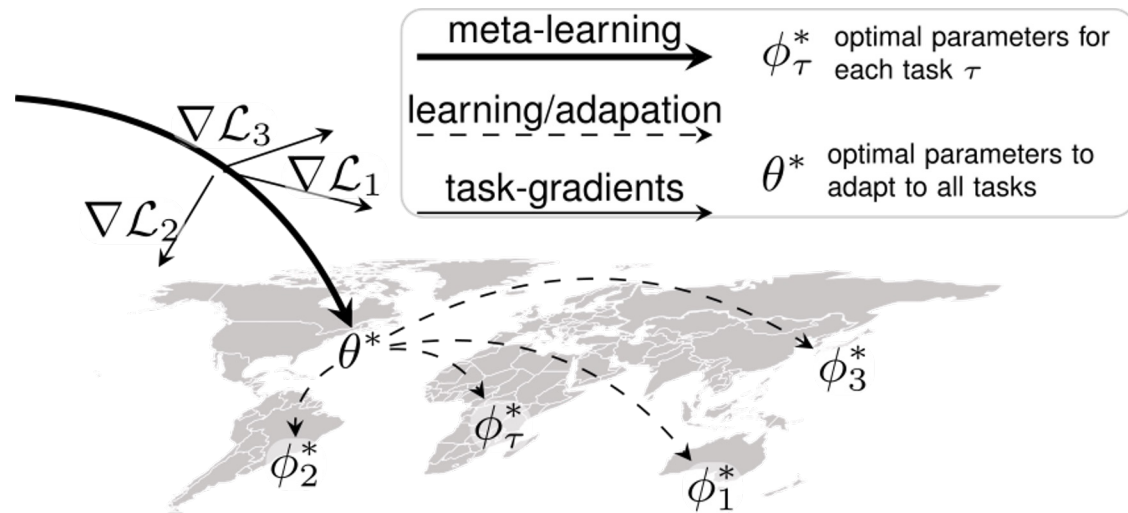 meta-learning
learning/adapation
task-gradients
ϕ*τ optimal parameters for
each task τ
θ* optimal parameters to
adapt to all tasks
∇ℒ3
∇ℒ1
∇ℒ2
θ*
ϕ*3
ϕ*τ
ϕ*2
ϕ*1